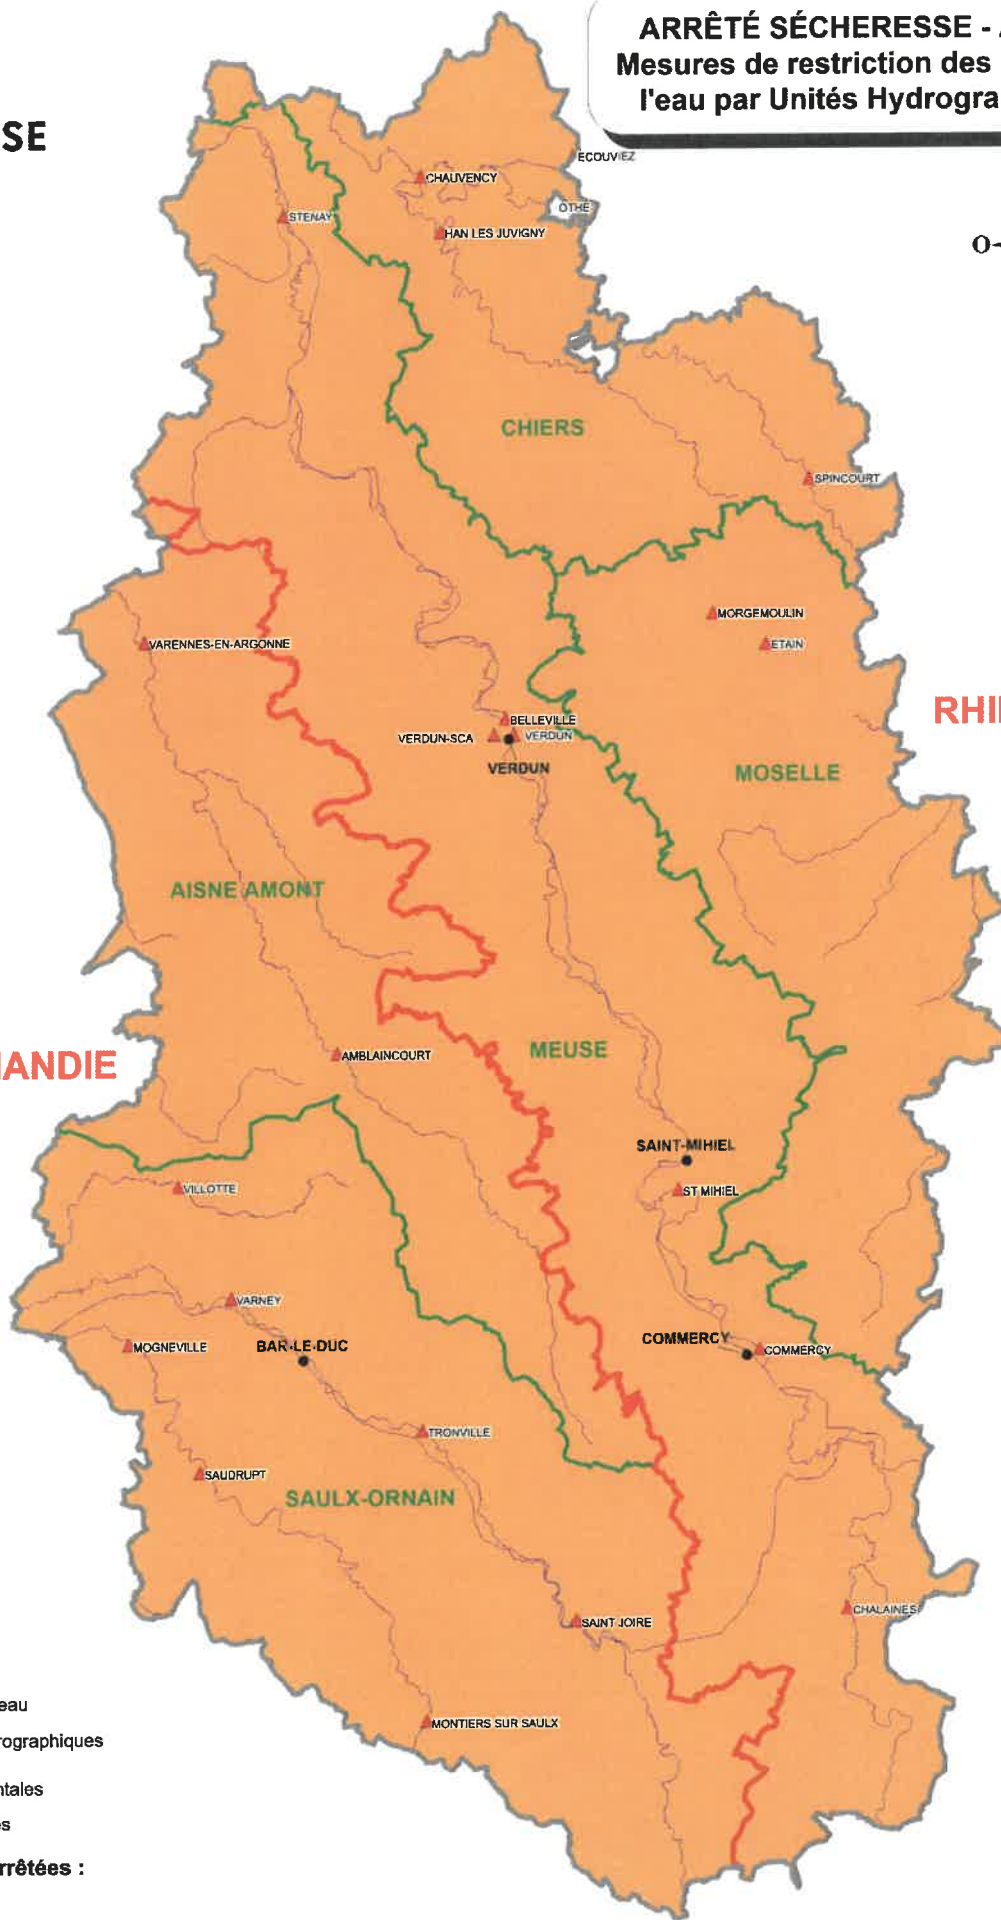 ARRÊTÉ SÉCHERESSE -
Mesures de restriction des
l'eau par Unités Hydrogra
SE
ÉCOUVIEZ
CHAUVENCY
OTHE
STENAY
HAN LES JUVIGNY
CHIERS
SPINCOURT
MORGEMOULIN
ETAIN
VARENNES-EN-ARGONNE
RHI
BELLEVILLE
VERDUN-SCA
VERDUN
VERDUN
MOSELLE
AISNE AMONT
MEUSE
AMBLAINCOURT
ANDIE
SAINT-MIHIEL
VILLOTTE
ST MIHIEL
VARNEY
MOGNEVILLE
BAR-LE-DUC
COMMERCY
COMMERCY
TRONVILLE
SAUDRUPT
SAULX-ORNAIN
CHALAINES
SAINT JOIRE
MONTIERS SUR SAULX
eau
rographiques
ntales
s
rrêtées :